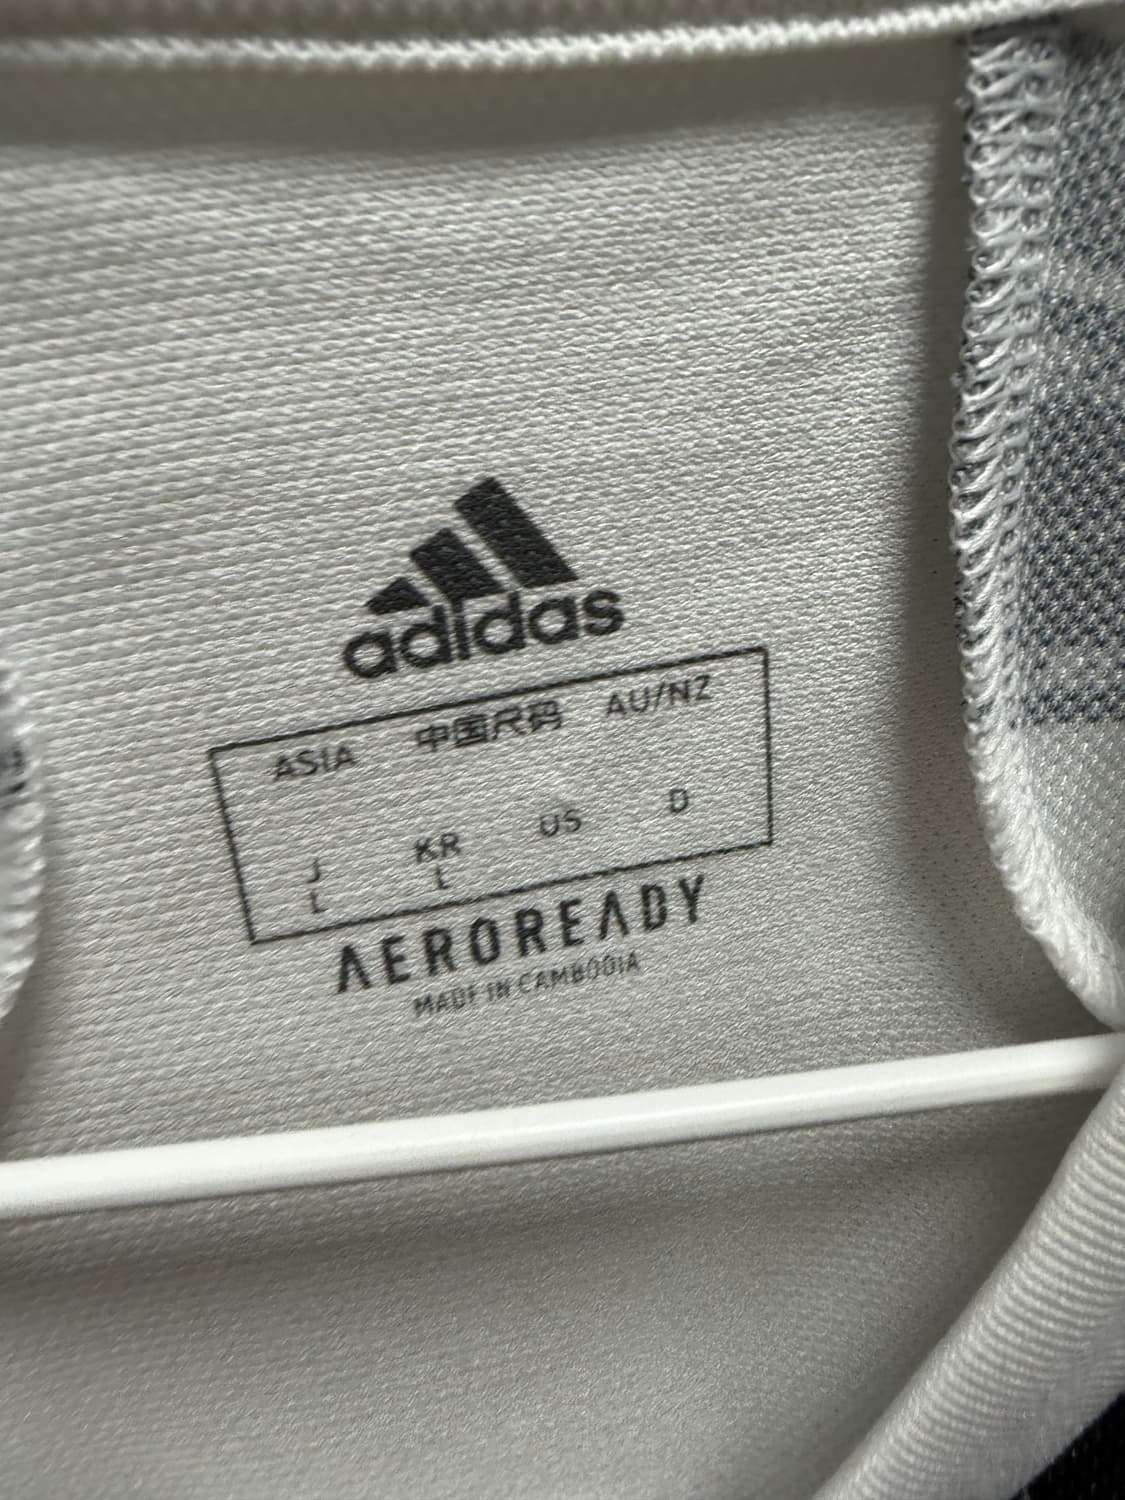 adidas
ASIA 中国尺码 AU/NZ
J KR US D
L L
AEROREADY
MADE IN CAMBODIA